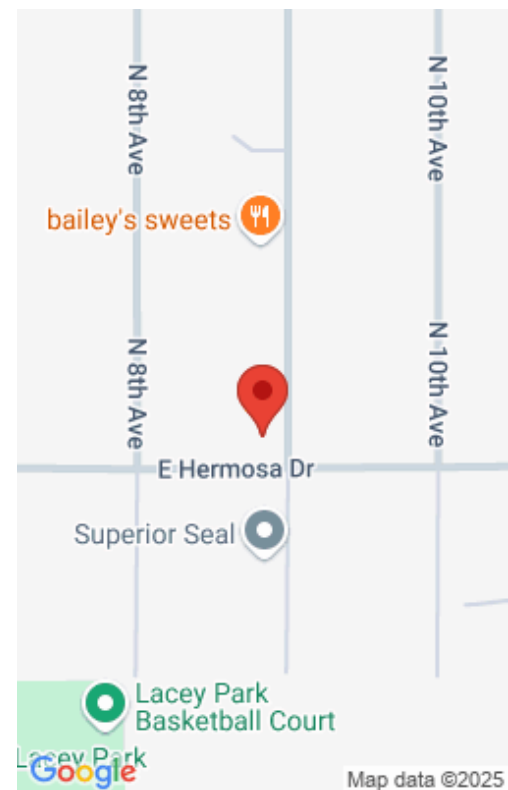 N 8th Ave
N 10th Ave
bailey's sweets
N 8th Ave
N 10th Ave
E Hermosa Dr
Superior Seal
Lacey Park
Basketball Court
Lacey Park
Google
Map data ©2025